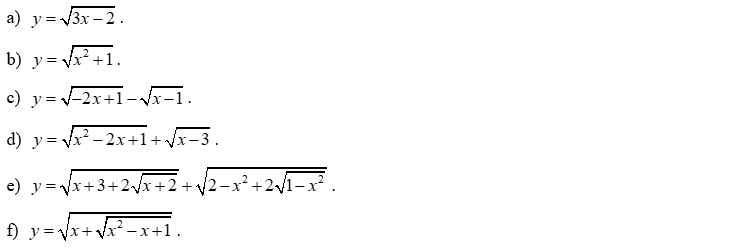 a) y = √(3x − 2) .
b) y = √(x² + 1) .
c) y = √(−2x + 1) − √(x − 1) .
d) y = √(x² − 2x + 1) + √(x − 3) .
e) y = √(x + 3 + 2√(x + 2)) + √(2 − x² + 2√(1 − x²)) .
f) y = √(x + √(x² − x + 1)) .